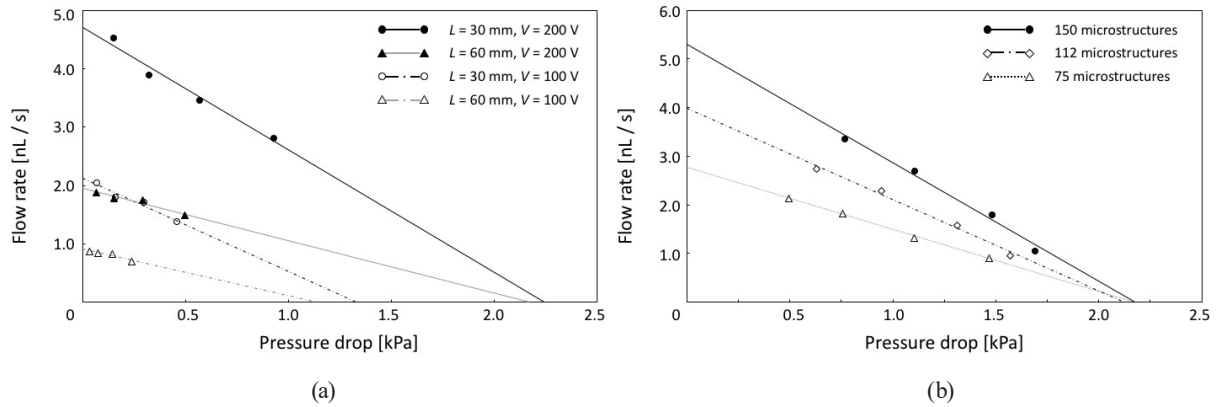 5.0
4.0
3.0
2.0
1.0
0
0.5
1.0
1.5
2.0
2.5
Flow rate [nL / s]
Pressure drop [kPa]
L = 30 mm, V = 200 V
L = 60 mm, V = 200 V
L = 30 mm, V = 100 V
L = 60 mm, V = 100 V
(a)
6.0
5.0
4.0
3.0
2.0
1.0
0
0.5
1.0
1.5
2.0
2.5
Flow rate [nL / s]
Pressure drop [kPa]
150 microstructures
112 microstructures
75 microstructures
(b)